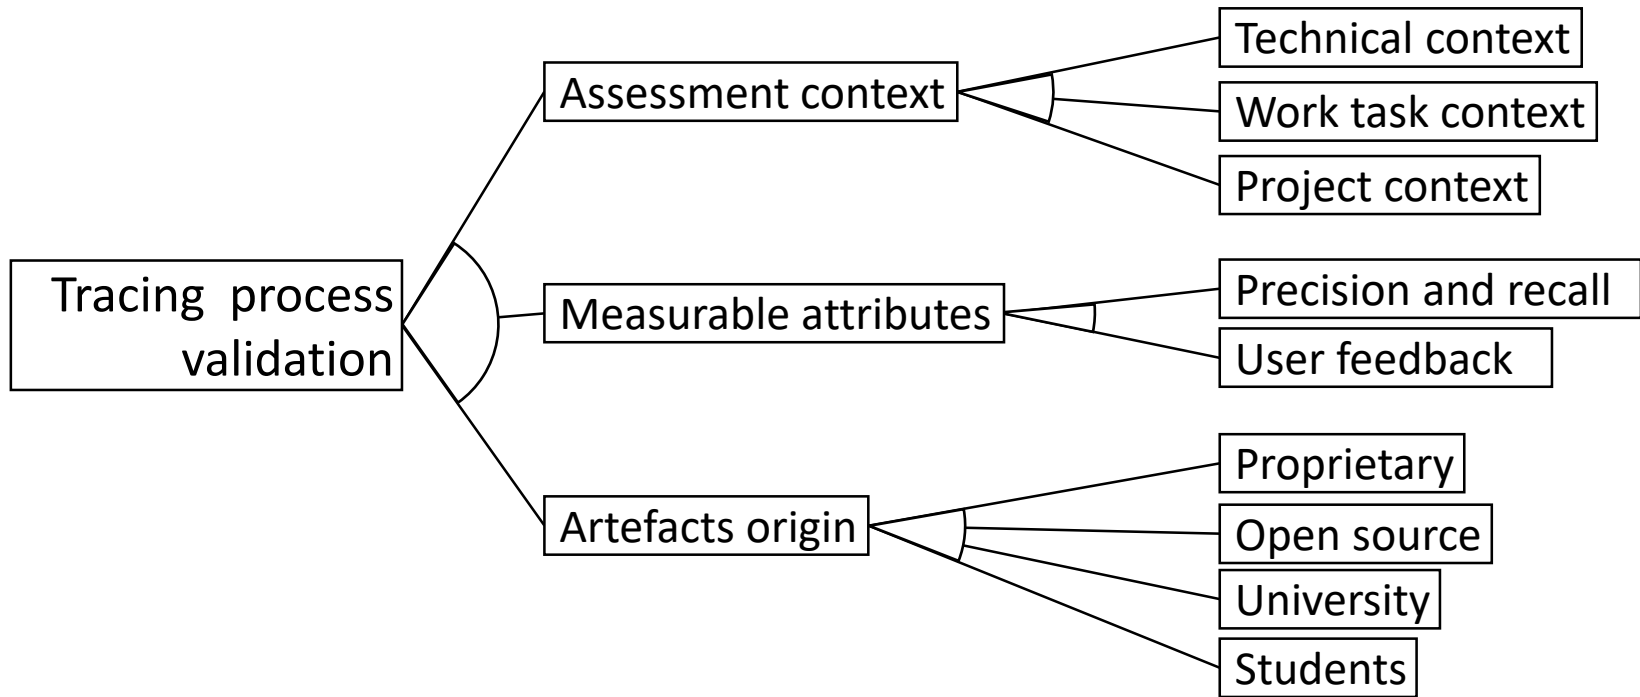 Technical context
Assessment context
Work task context
Project context
Tracing process
validation
Measurable attributes
Precision and recall
User feedback
Artefacts origin
Proprietary
Open source
University
Students